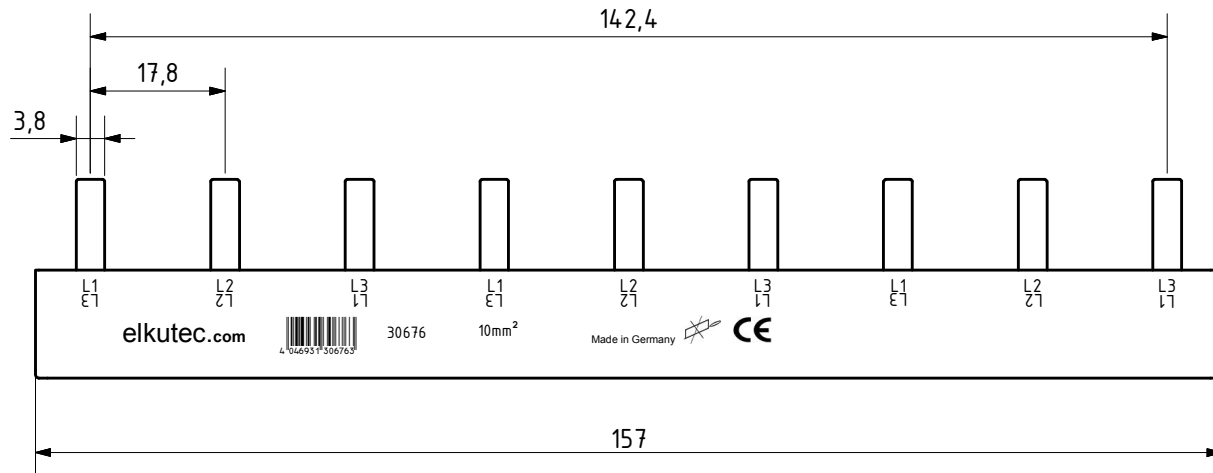 142,4
17,8
3,8
L1 L2 L3 L1 L2 L3 L1 L2 L3
L3 L2 L1 L3 L2 L1 L3 L2 L1
elkutec.com 30676 10mm² Made in Germany CE
4 046931 306763
157